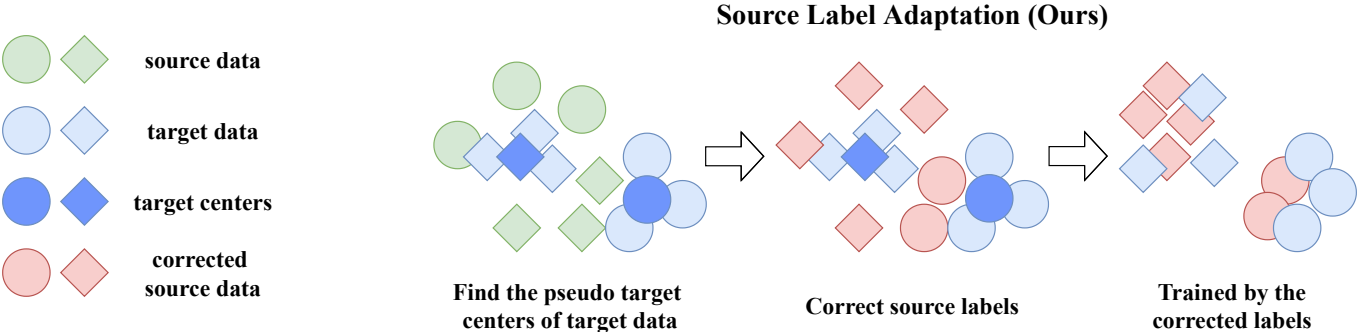 Source Label Adaptation (Ours)
source data
target data
target centers
corrected
source data
Find the pseudo target
centers of target data
Correct source labels
Trained by the
corrected labels